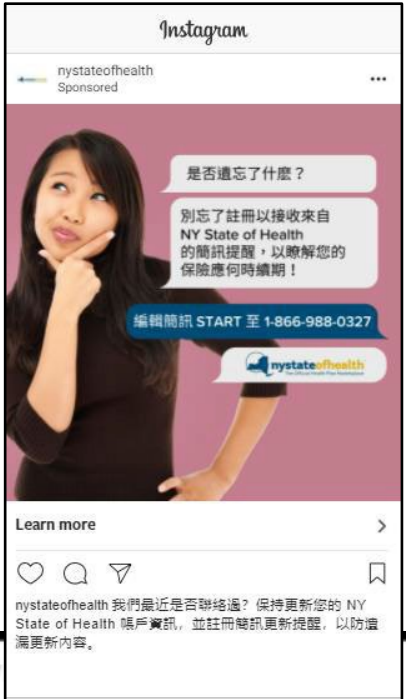 Instagram
nystateofhealth
Sponsored
是否遺忘了什麼？
別忘了註冊以接收來自
NY State of Health
的簡訊提醒，以瞭解您的
保險應何時續期！
編輯簡訊 START 至 1-866-988-0327
nystateofhealth
The Official Health Plan Marketplace
Learn more
nystateofhealth 我們最近是否聯絡過? 保持更新您的 NY
State of Health 帳戶資訊，並註冊簡訊更新提醒，以防遺
漏更新內容。